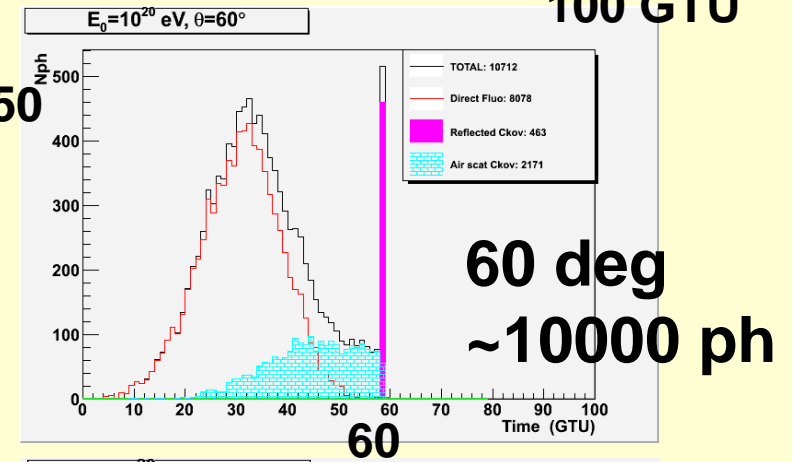 100 GTU
E₀=10²⁰ eV, θ=60°
50
Nph
500
400
300
200
100
0
TOTAL: 10712
Direct Fluo: 8078
Reflected Ckov: 463
Air scat Ckov: 2171
60 deg
~10000 ph
0 10 20 30 40 50 60 70 80 90 100
Time (GTU)
60